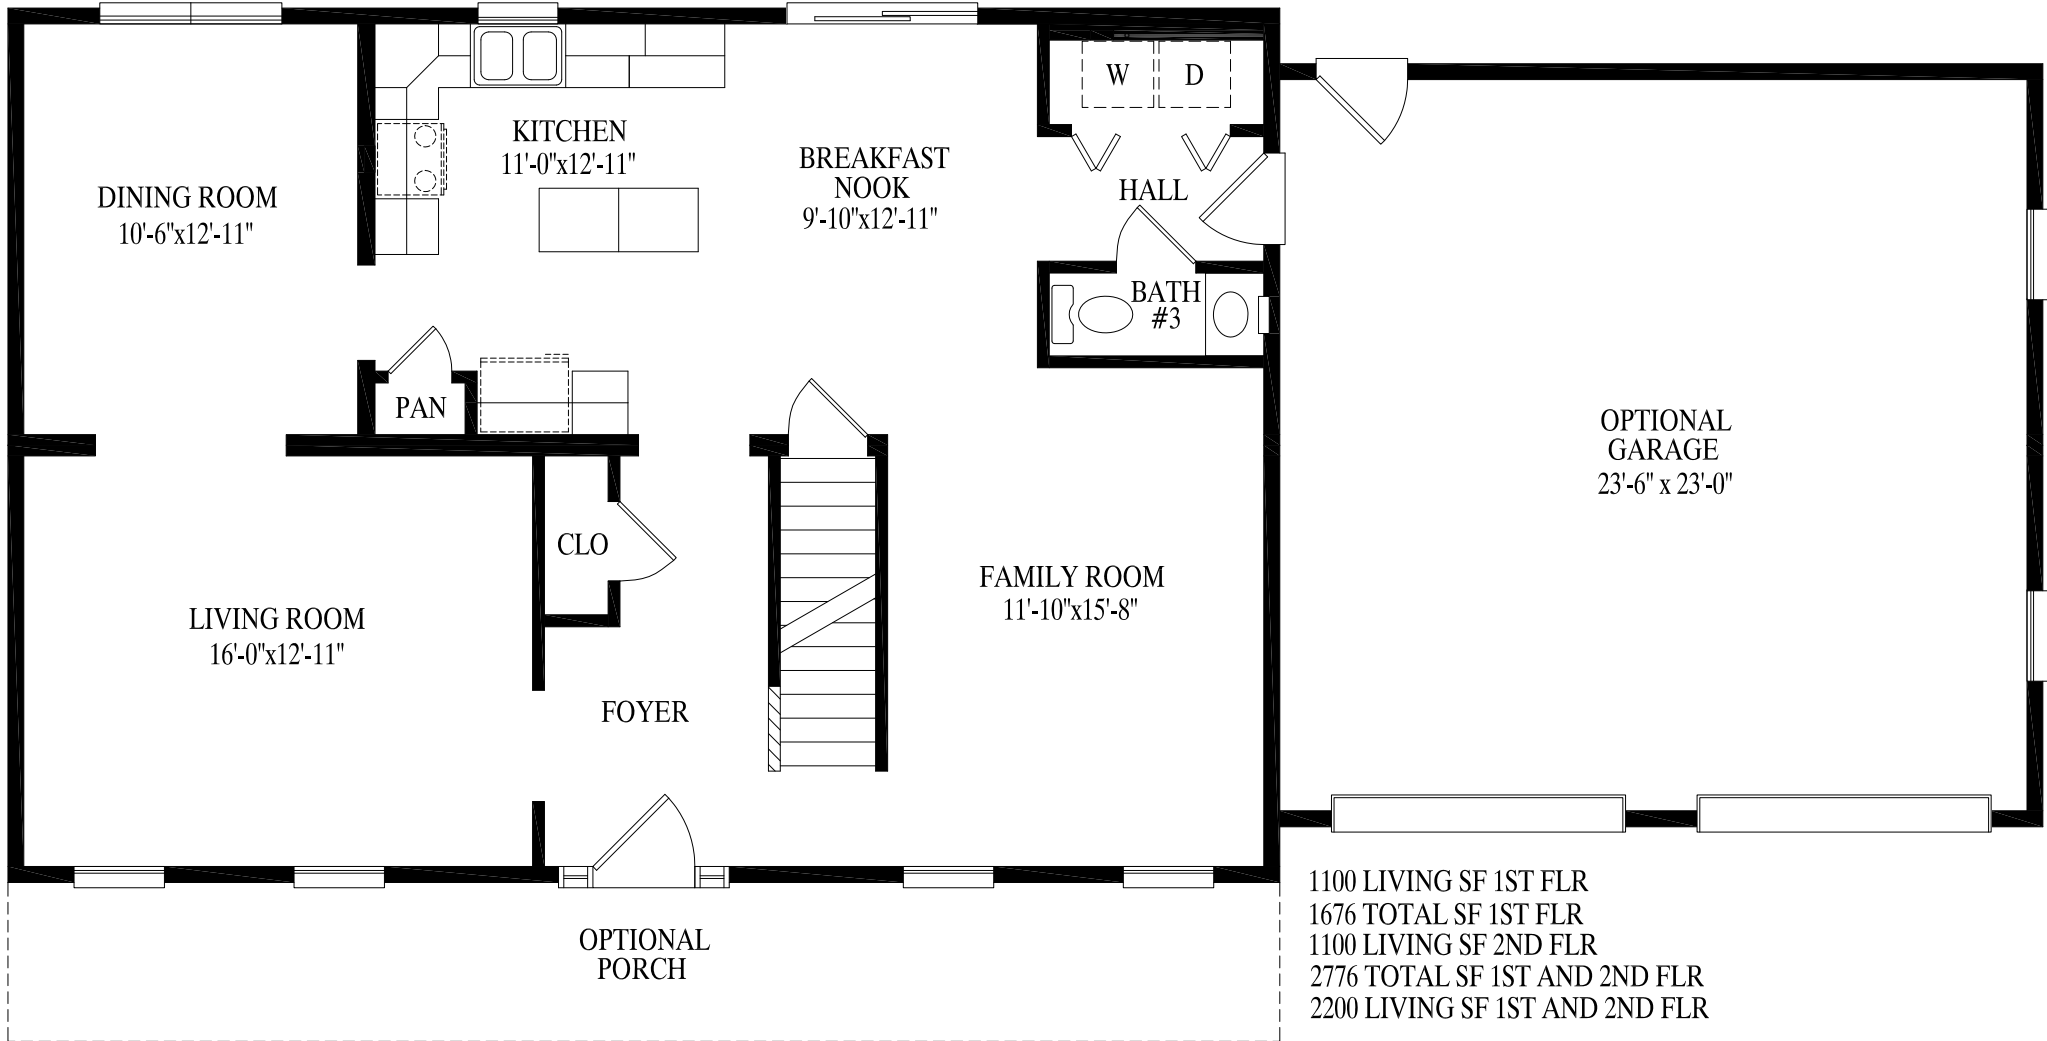 W
D
KITCHEN
11'-0"x12'-11"
BREAKFAST
NOOK
9'-10"x12'-11"
DINING ROOM
10'-6"x12'-11"
HALL
BATH
#3
PAN
OPTIONAL
GARAGE
23'-6" x 23'-0"
CLO
FAMILY ROOM
11'-10"x15'-8"
LIVING ROOM
16'-0"x12'-11"
FOYER
OPTIONAL
PORCH
1100 LIVING SF 1ST FLR
1676 TOTAL SF 1ST FLR
1100 LIVING SF 2ND FLR
2776 TOTAL SF 1ST AND 2ND FLR
2200 LIVING SF 1ST AND 2ND FLR